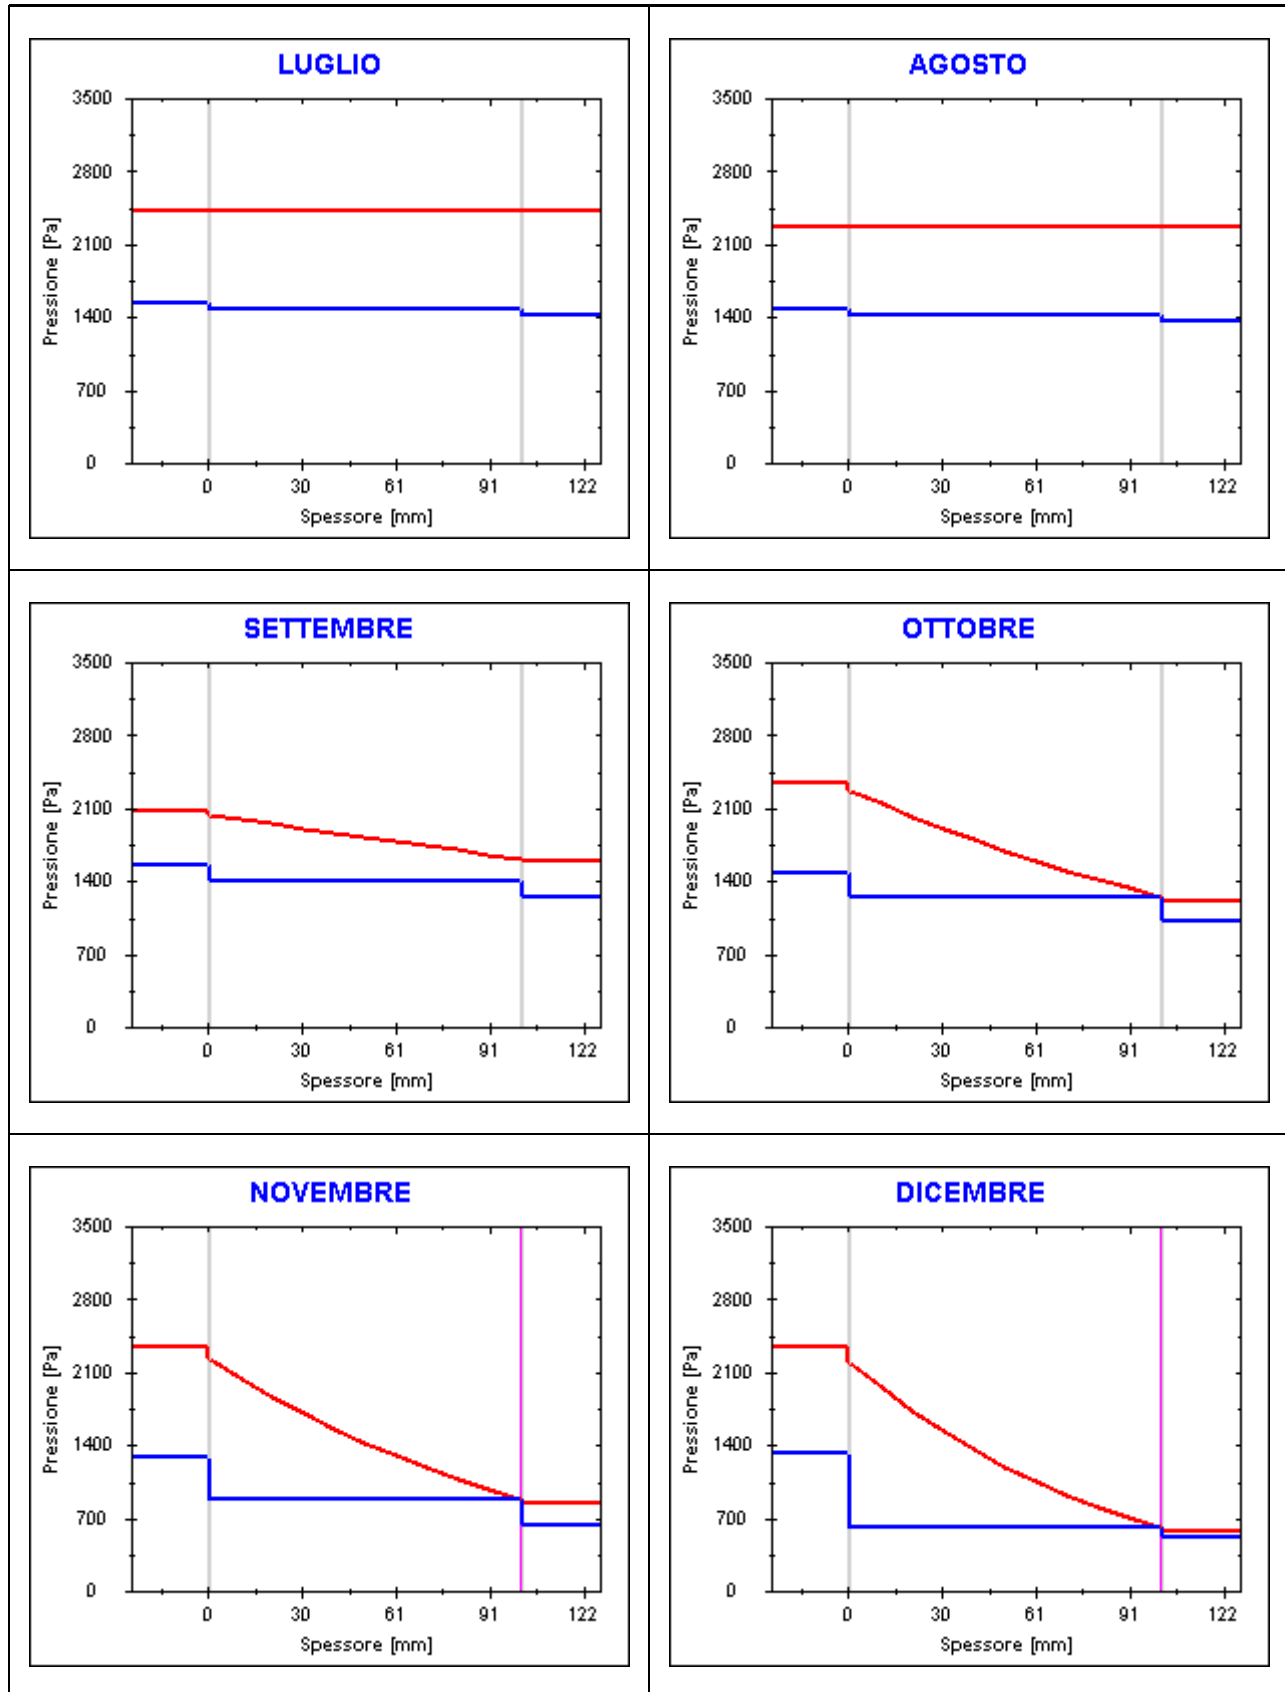 LUGLIO
3500
2800
2100
1400
700
0
Pressione [Pa]
0 30 61 91 122
Spessore [mm]
AGOSTO
3500
2800
2100
1400
700
0
Pressione [Pa]
0 30 61 91 122
Spessore [mm]
SETTEMBRE
3500
2800
2100
1400
700
0
Pressione [Pa]
0 30 61 91 122
Spessore [mm]
OTTOBRE
3500
2800
2100
1400
700
0
Pressione [Pa]
0 30 61 91 122
Spessore [mm]
NOVEMBRE
3500
2800
2100
1400
700
0
Pressione [Pa]
0 30 61 91 122
Spessore [mm]
DICEMBRE
3500
2800
2100
1400
700
0
Pressione [Pa]
0 30 61 91 122
Spessore [mm]